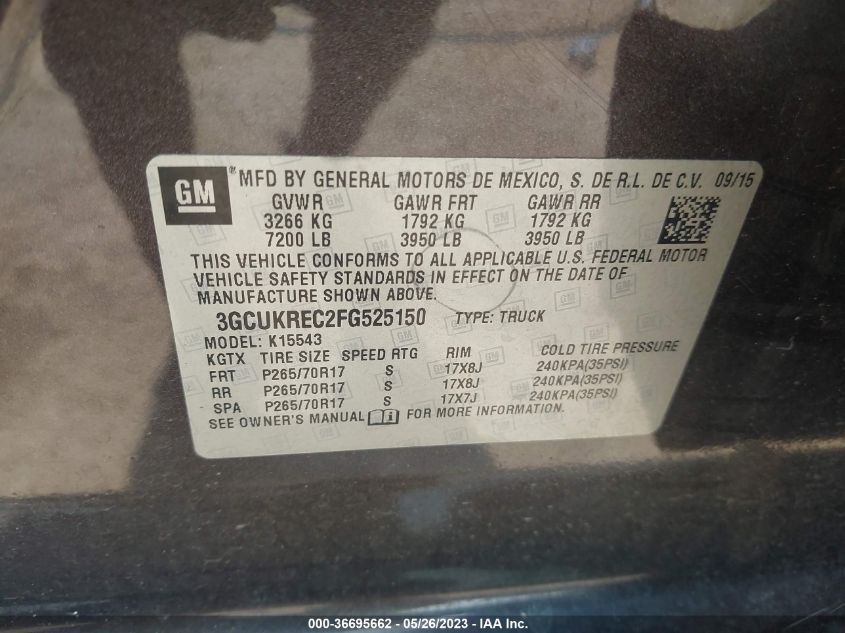 GM ® MFD BY GENERAL MOTORS DE MEXICO, S. DE R.L. DE C.V. 09/15
GVWR GAWR FRT GAWR RR
3266 KG 1792 KG 1792 KG
7200 LB 3950 LB 3950 LB
THIS VEHICLE CONFORMS TO ALL APPLICABLE U.S. FEDERAL MOTOR
VEHICLE SAFETY STANDARDS IN EFFECT ON THE DATE OF
MANUFACTURE SHOWN ABOVE.
3GCUKREC2FG525150 TYPE: TRUCK
MODEL: K15543
KGTX TIRE SIZE SPEED RTG RIM COLD TIRE PRESSURE
FRT P265/70R17 S 17X8J 240KPA(35PSI)
RR P265/70R17 S 17X8J 240KPA(35PSI)
SPA P265/70R17 S 17X7J 240KPA(35PSI)
SEE OWNER'S MANUAL FOR MORE INFORMATION.
000-36695662 - 05/26/2023 - IAA Inc.